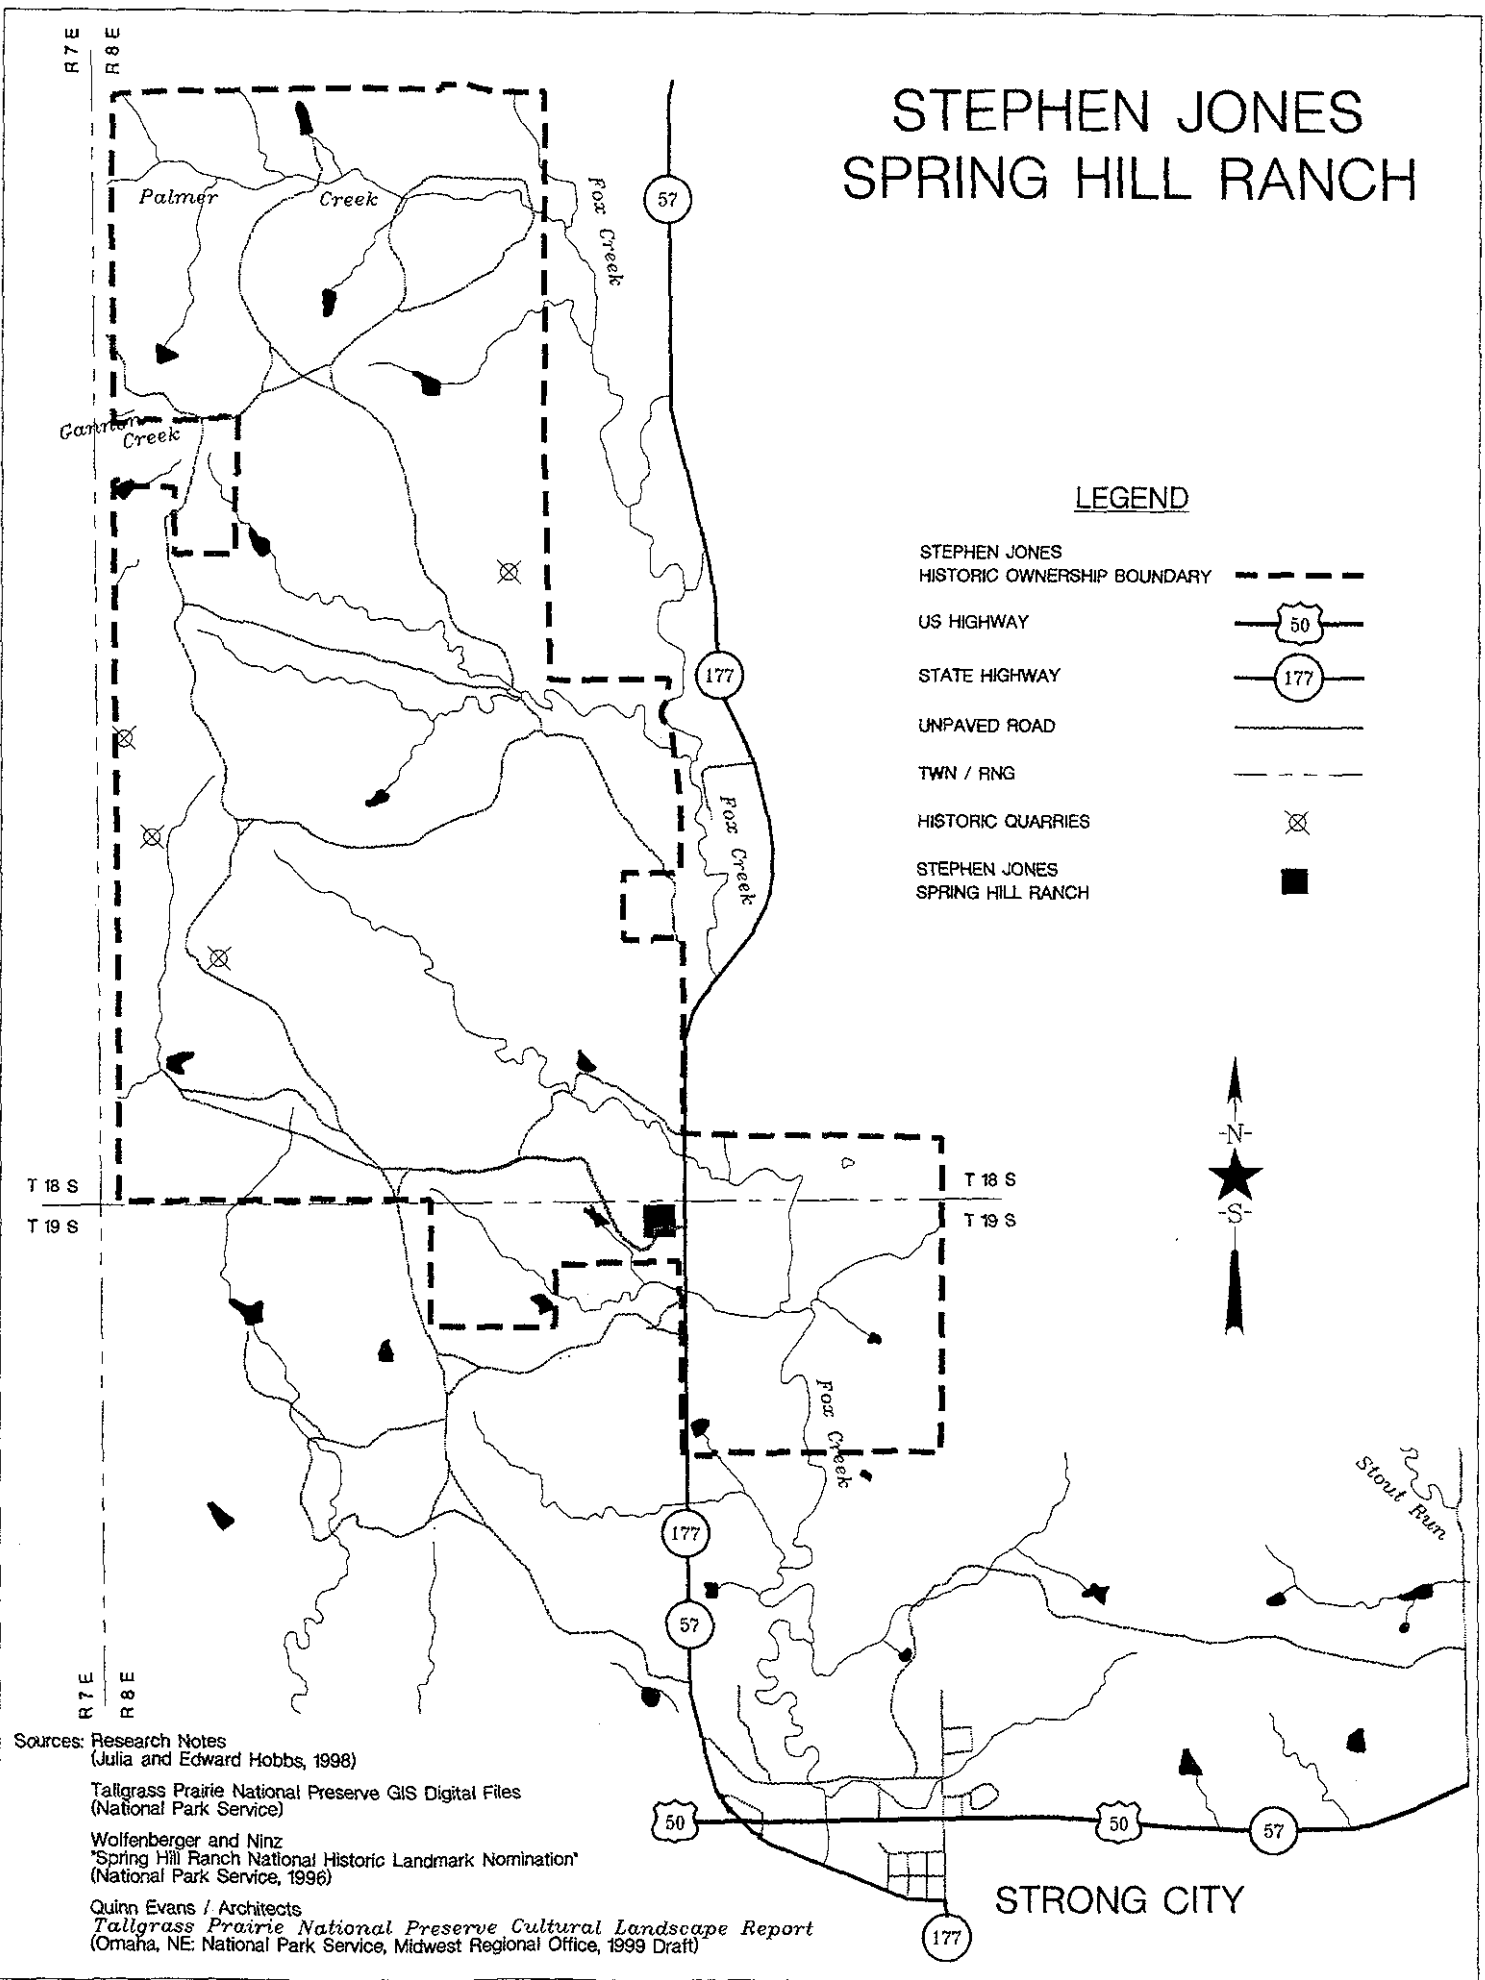 R7E
R8E
STEPHEN JONES
SPRING HILL RANCH
Palmer Creek
Fox Creek
57
Gannon
Creek
LEGEND
STEPHEN JONES
HISTORIC OWNERSHIP BOUNDARY
US HIGHWAY
50
STATE HIGHWAY
177
UNPAVED ROAD
TWN / RNG
HISTORIC QUARRIES
STEPHEN JONES
SPRING HILL RANCH
177
Fox Creek
-N-
-S-
T 18 S
T 19 S
T 18 S
T 19 S
Fox Creek
Stout Run
177
57
R7E
R8E
50
50
57
STRONG CITY
177
Sources: Research Notes
(Julia and Edward Hobbs, 1998)
Tallgrass Prairie National Preserve GIS Digital Files
(National Park Service)
Wolfenberger and Ninz
"Spring Hill Ranch National Historic Landmark Nomination"
(National Park Service, 1996)
Quinn Evans / Architects
Tallgrass Prairie National Preserve Cultural Landscape Report
(Omaha, NE: National Park Service, Midwest Regional Office, 1999 Draft)